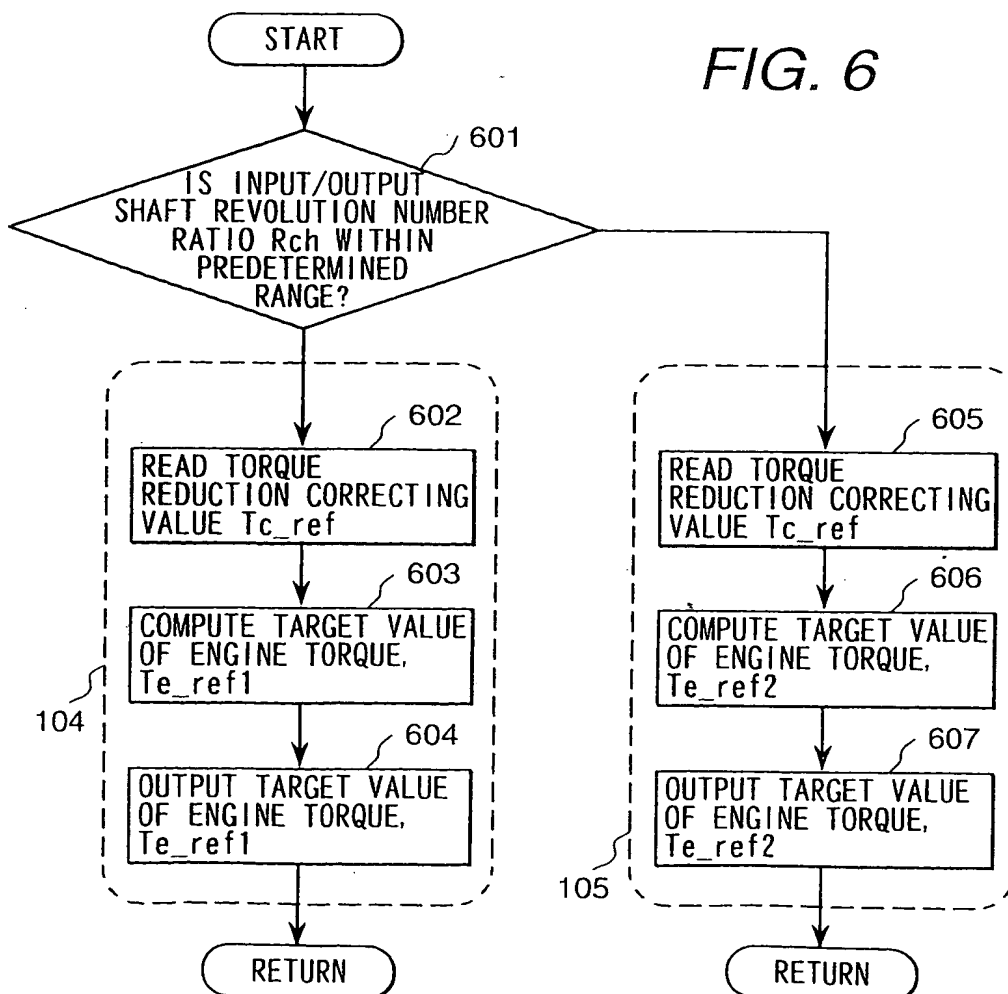 START
FIG. 6
601
IS INPUT/OUTPUT
SHAFT REVOLUTION NUMBER
RATIO Rch WITHIN
PREDETERMINED
RANGE?
602
READ TORQUE
REDUCTION CORRECTING
VALUE Tc_ref
603
COMPUTE TARGET VALUE
OF ENGINE TORQUE,
Te_ref1
104
604
OUTPUT TARGET VALUE
OF ENGINE TORQUE,
Te_ref1
RETURN
605
READ TORQUE
REDUCTION CORRECTING
VALUE Tc_ref
606
COMPUTE TARGET VALUE
OF ENGINE TORQUE,
Te_ref2
607
OUTPUT TARGET VALUE
OF ENGINE TORQUE,
Te_ref2
105
RETURN